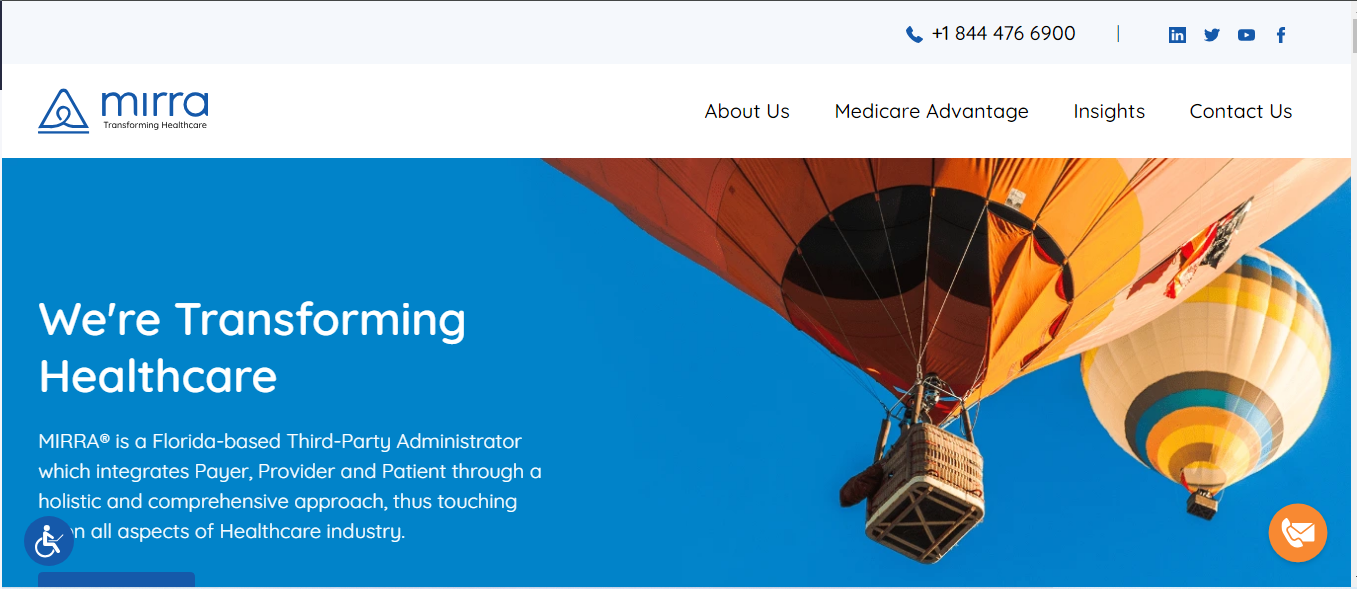 +1 844 476 6900
mirra
Transforming Healthcare
About Us
Medicare Advantage
Insights
Contact Us
We're Transforming
Healthcare
MIRRA® is a Florida-based Third-Party Administrator
which integrates Payer, Provider and Patient through a
holistic and comprehensive approach, thus touching
all aspects of Healthcare industry.